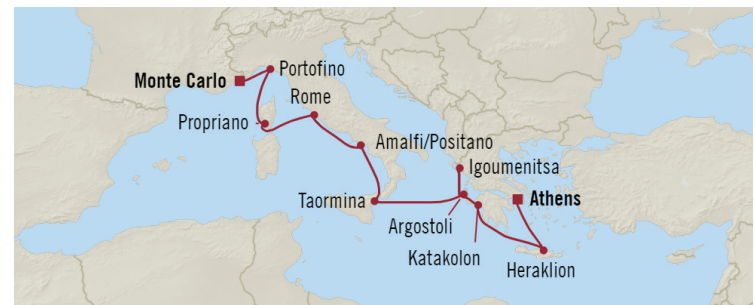 Portofino
Monte Carlo
Rome
Propriano
Amalfi/Positano
Igoumenitsa
Taormina
Athens
Argostoli
Katakolon
Heraklion